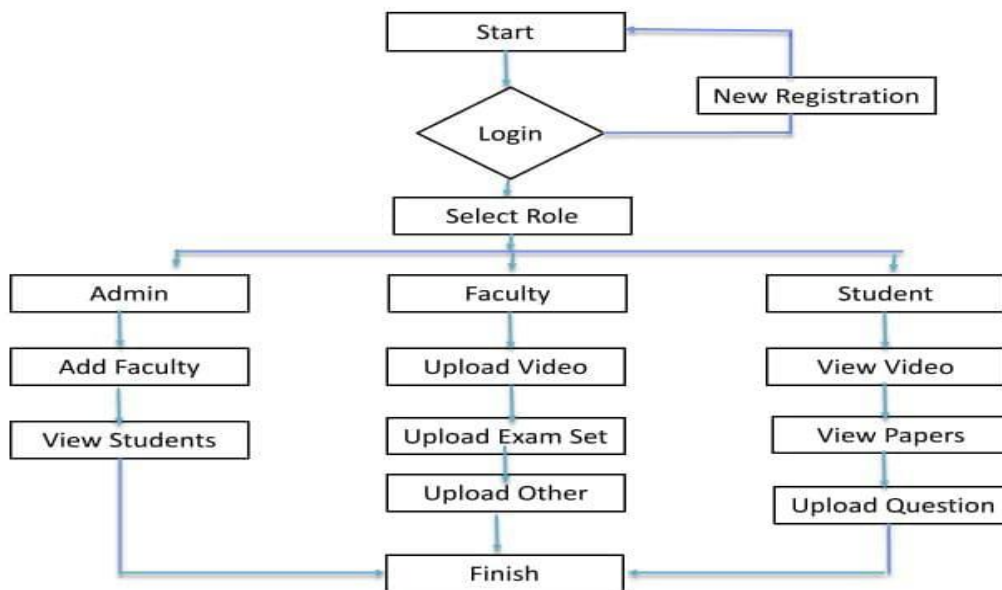 Start
New Registration
Login
Select Role
Admin
Faculty
Student
Add Faculty
Upload Video
View Video
View Students
Upload Exam Set
View Papers
Upload Other
Upload Question
Finish